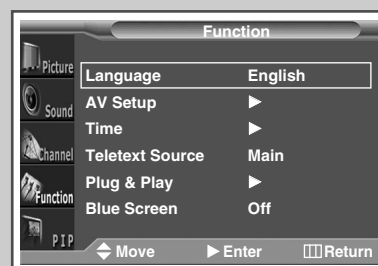 Function
Picture
Sound
Channel
Function
PIP
Language English
AV Setup
Time
Teletext Source Main
Plug & Play
Blue Screen Off
Move Enter Return